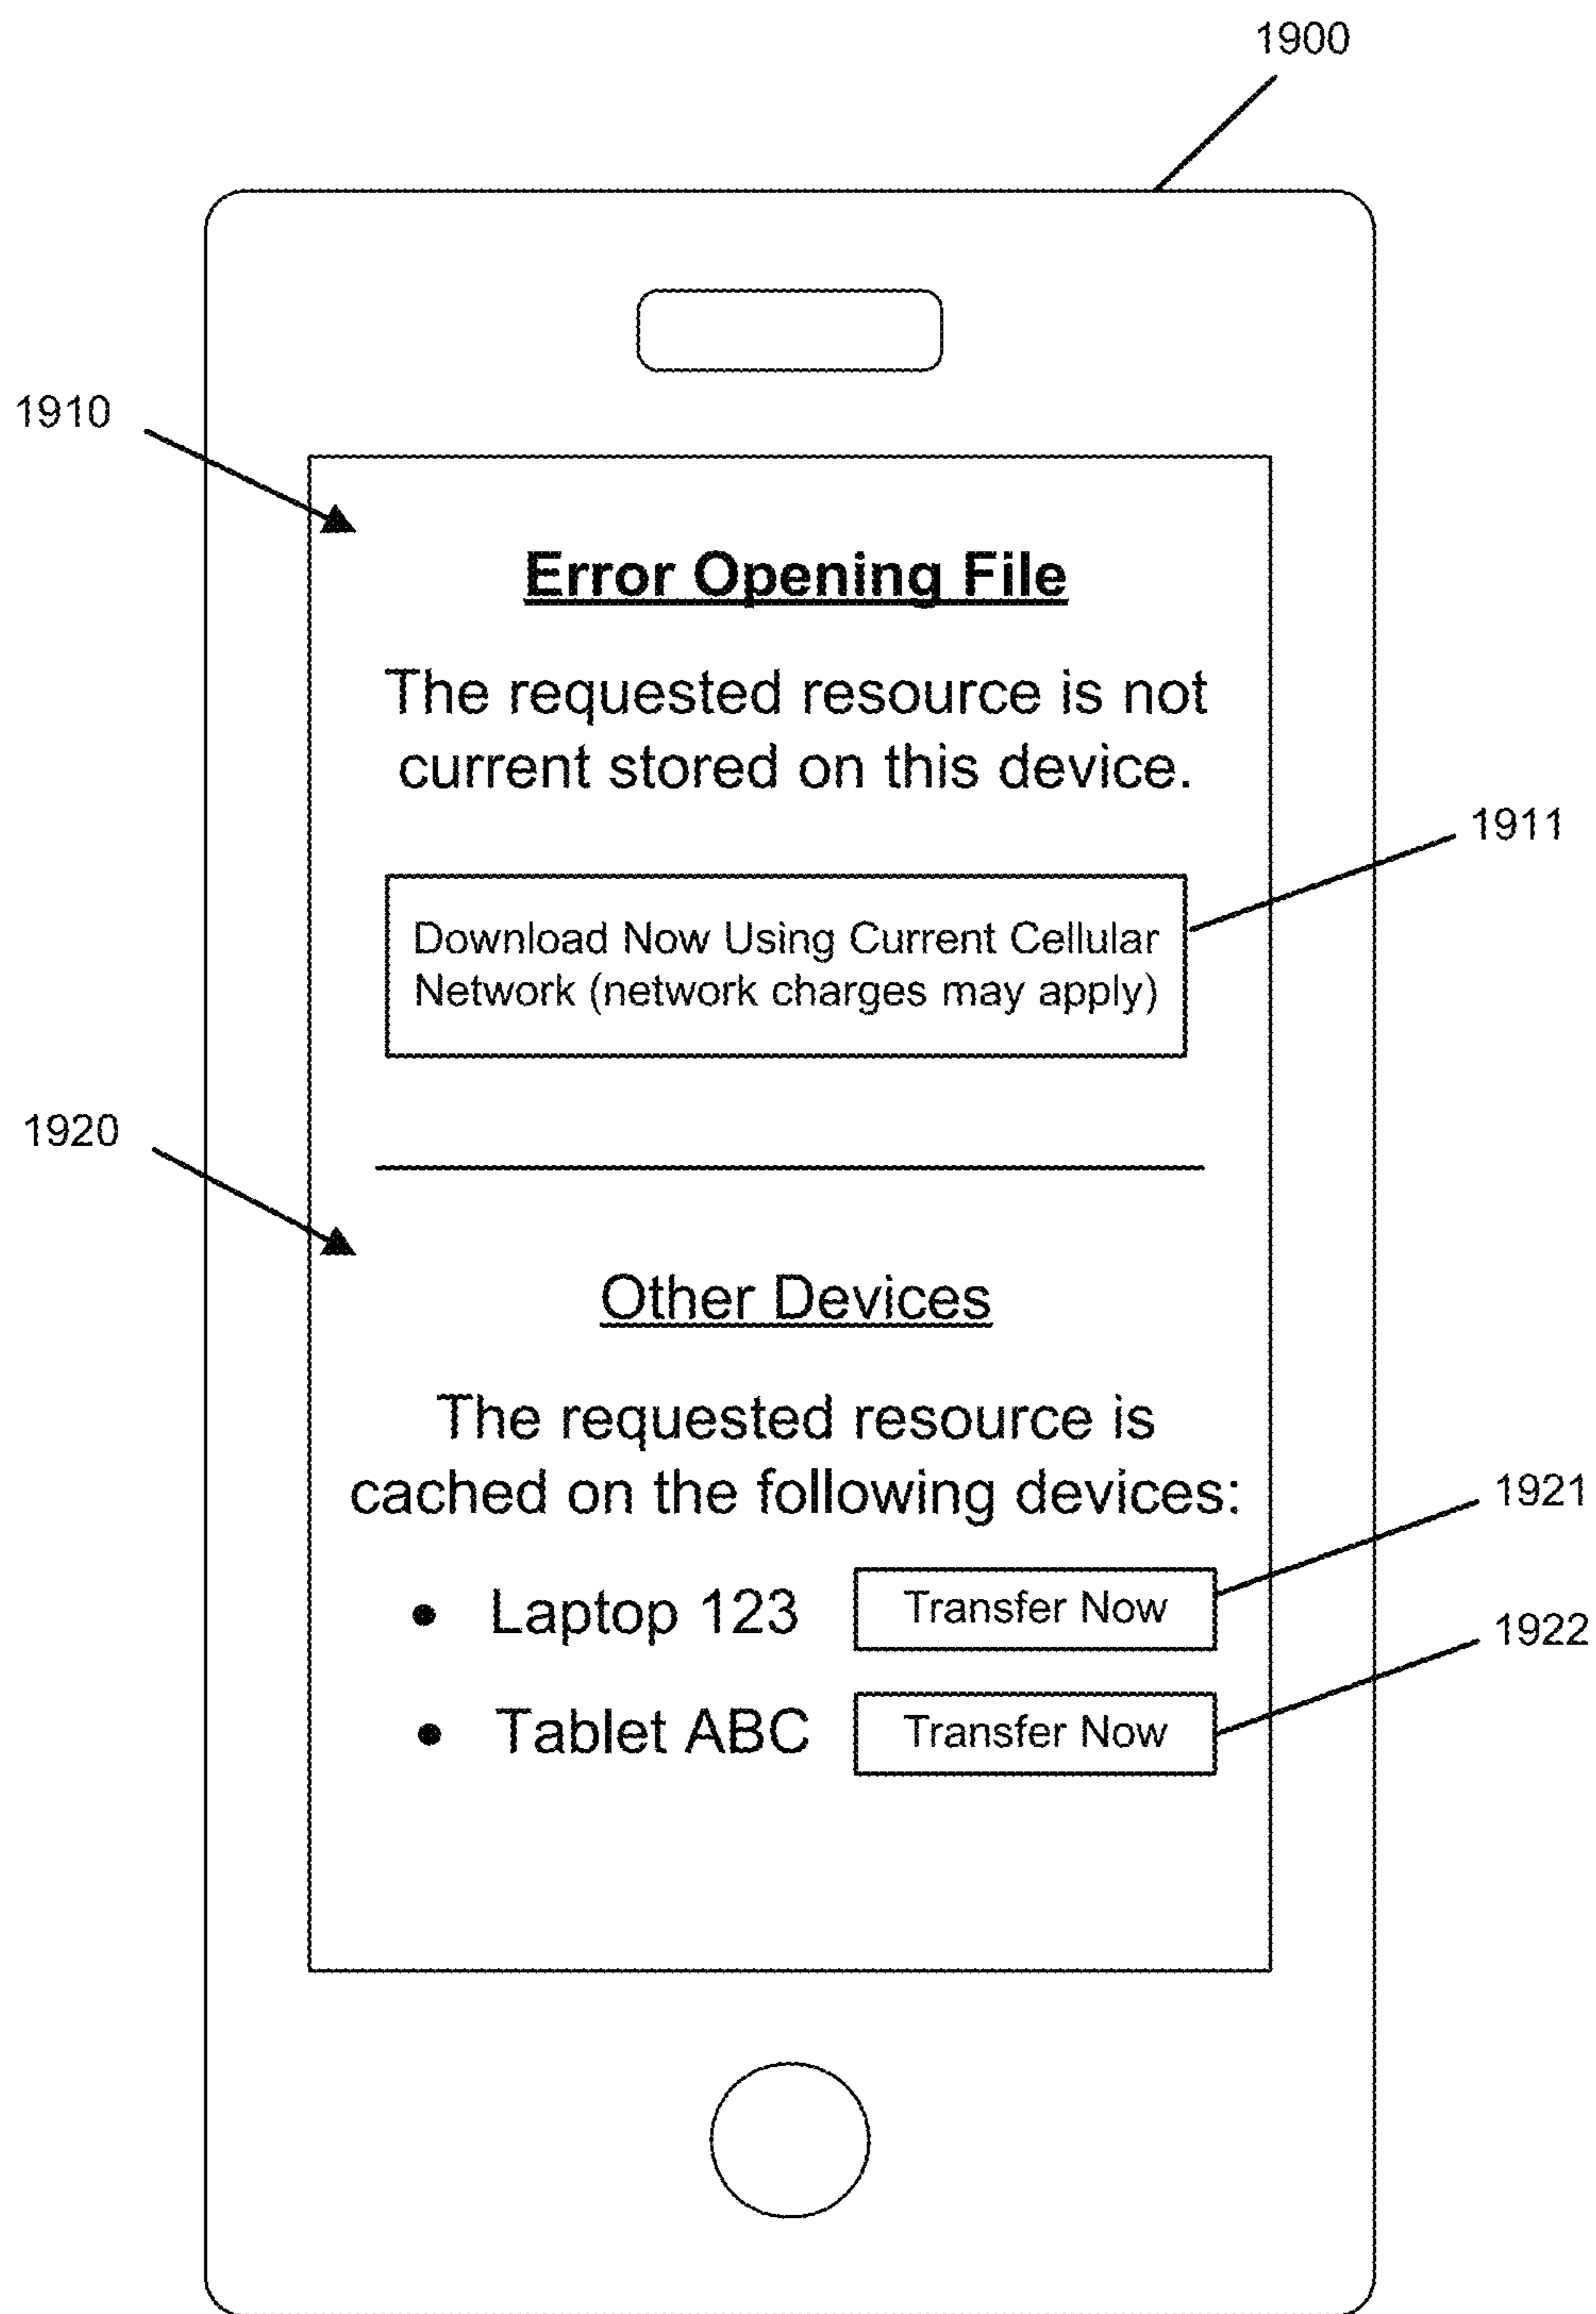 1900
1910
Error Opening File
The requested resource is not
current stored on this device.
1911
Download Now Using Current Cellular
Network (network charges may apply)
1920
Other Devices
The requested resource is
cached on the following devices:
1921
• Laptop 123 Transfer Now
1922
• Tablet ABC Transfer Now